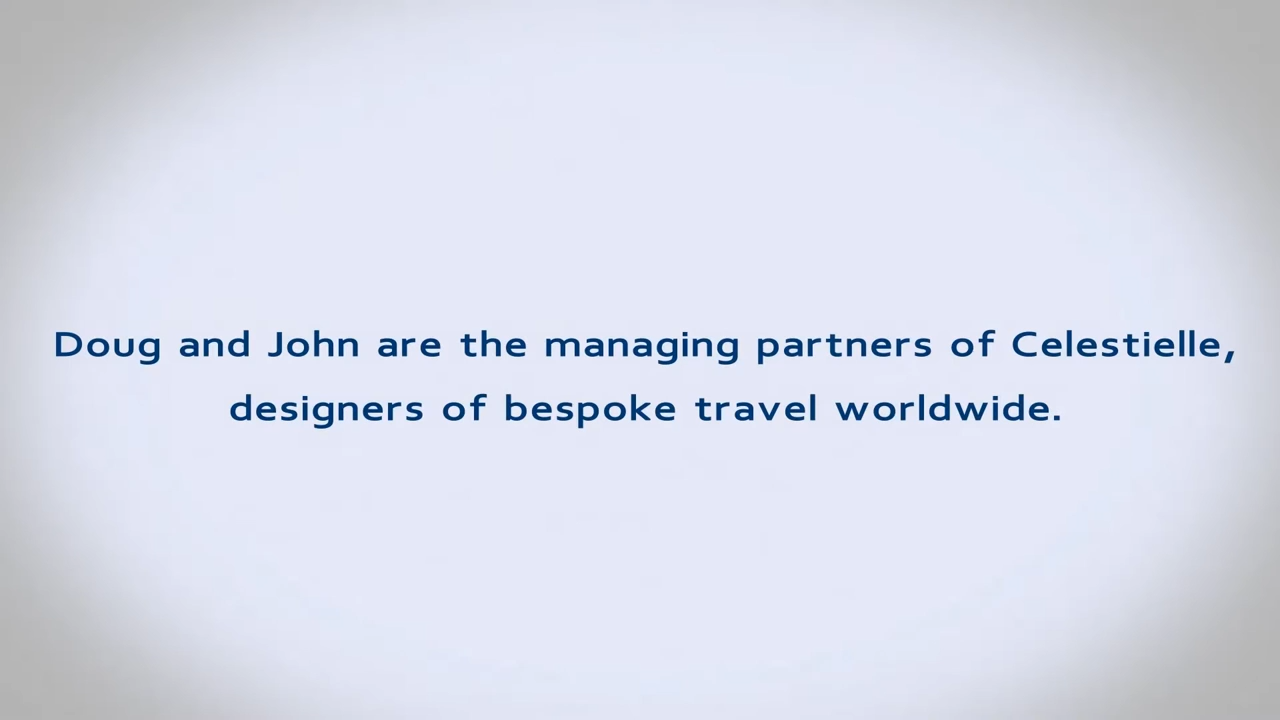 Doug and John are the managing partners of Celestielle,
designers of bespoke travel worldwide.